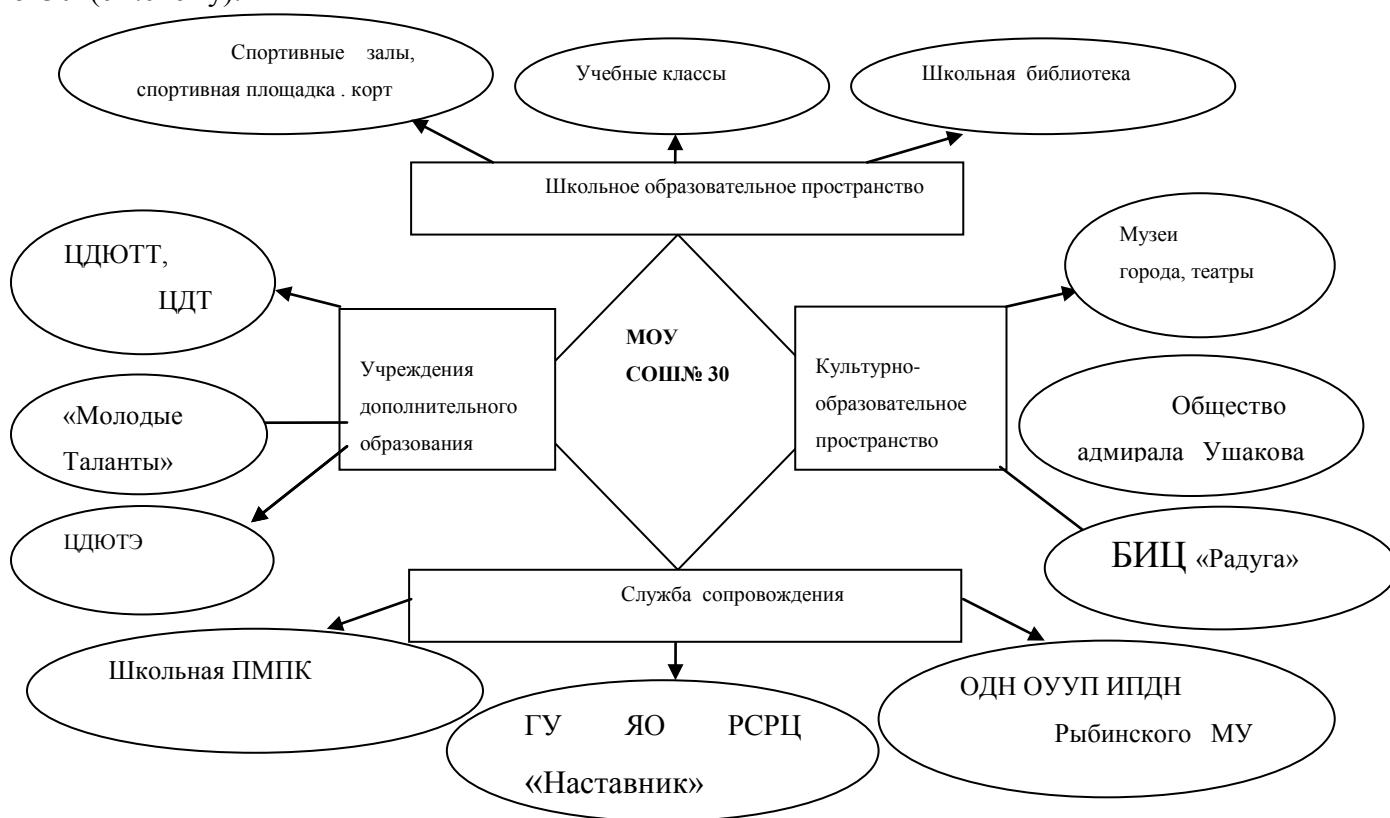 Спортивные залы,
спортивная площадка . корт
Учебные классы
Школьная библиотека
Школьное образовательное пространство
ЦДЮТТ,
ЦДТ
Музеи
города, театры
МОУ
СОШ№ 30
Учреждения
дополнительного
образования
Культурно-
образовательное
пространство
«Молодые
Таланты»
Общество
адмирала Ушакова
ЦДЮТЭ
БИЦ «Радуга»
Служба сопровождения
Школьная ПМПК
ГУ ЯО РСРЦ
«Наставник»
ОДН ОУУП ИПДН
Рыбинского МУ